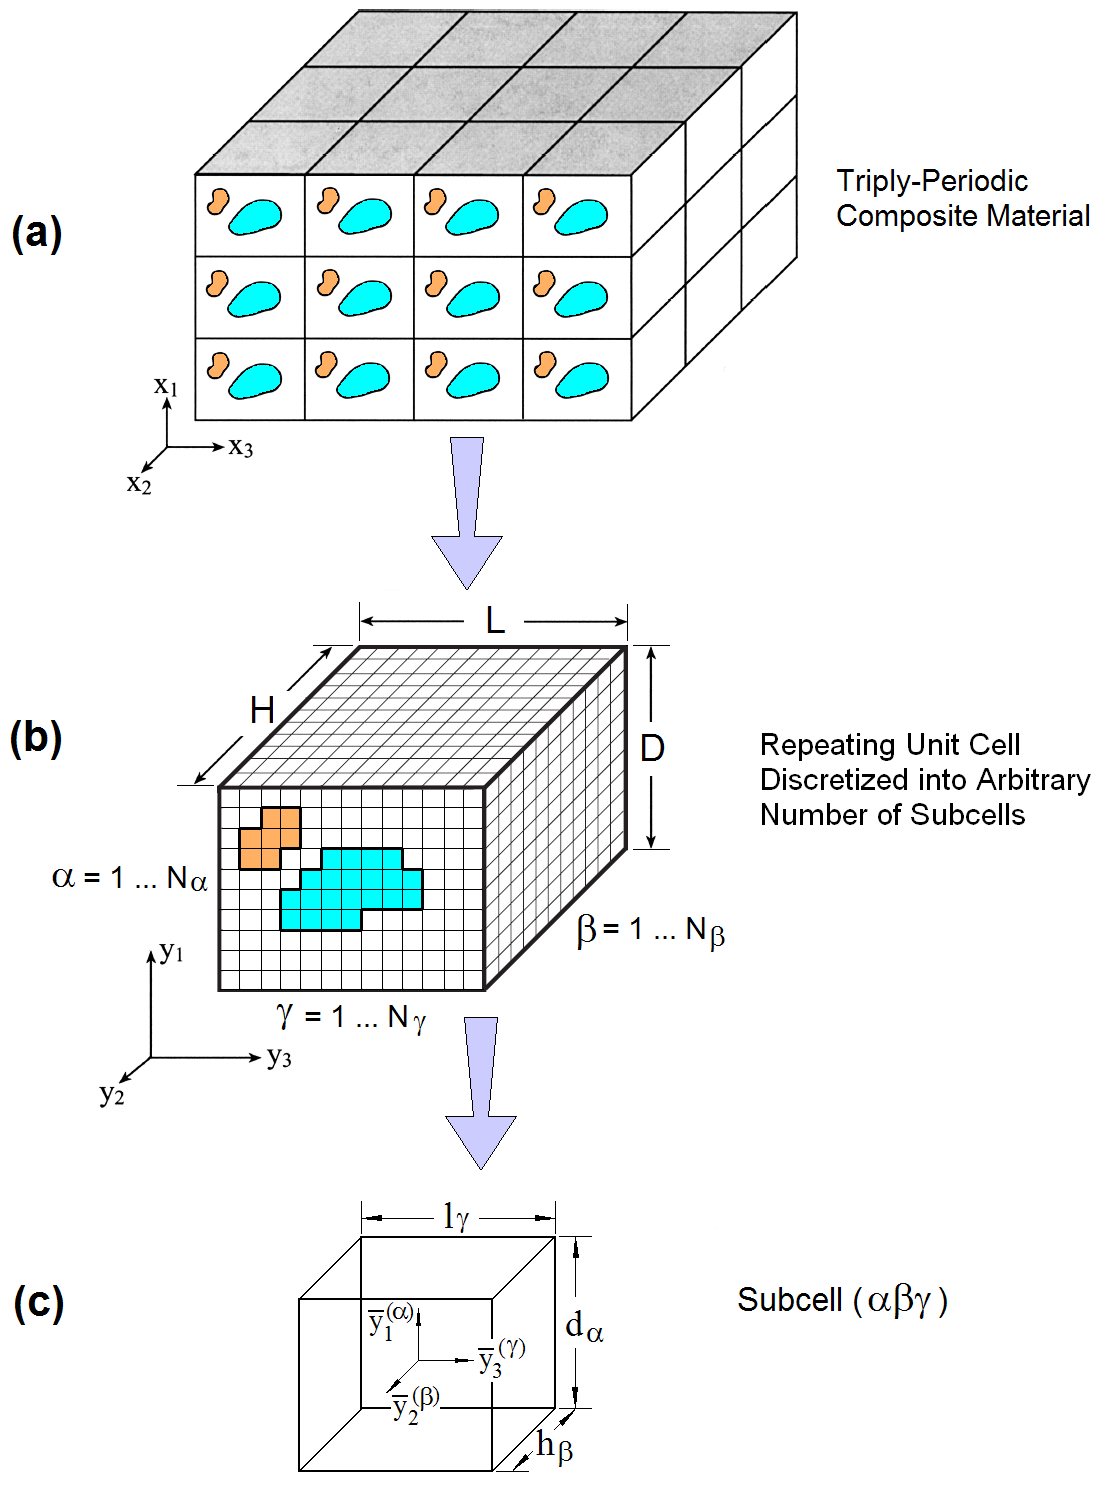 (a)
Triply-Periodic
Composite Material
x₁
x₃
x₂
L
H
D
(b)
Repeating Unit Cell
Discretized into Arbitrary
Number of Subcells
α = 1 ... Nα
β = 1 ... Nβ
γ = 1 ... Nγ
y₁
y₃
y₂
lγ
(c)
Subcell (αβγ)
ȳ₁⁽α⁾
ȳ₃⁽γ⁾
ȳ₂⁽β⁾
dα
hβ